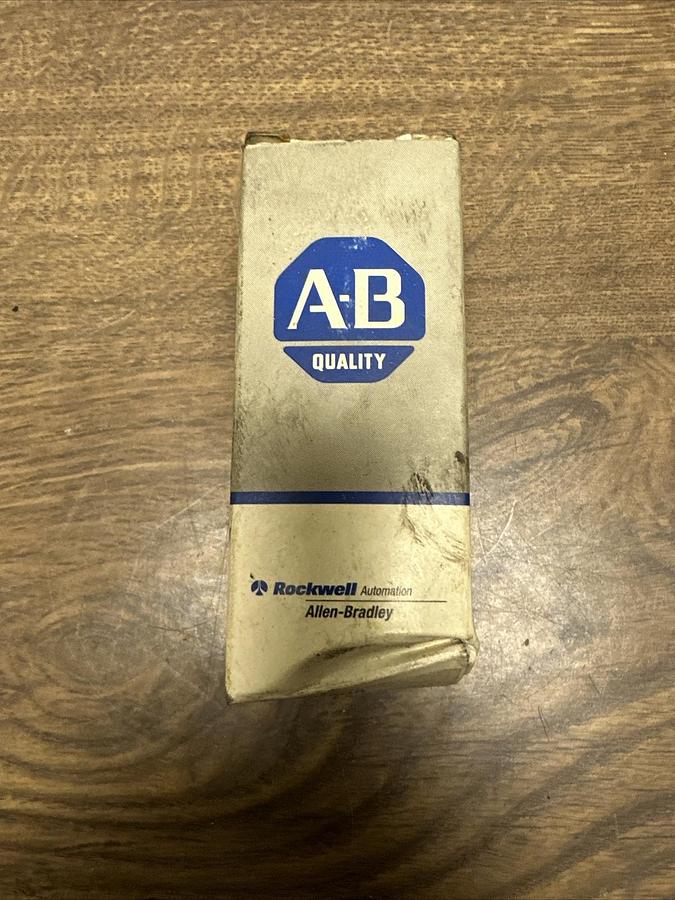 A-B
QUALITY
Rockwell Automation
Allen-Bradley